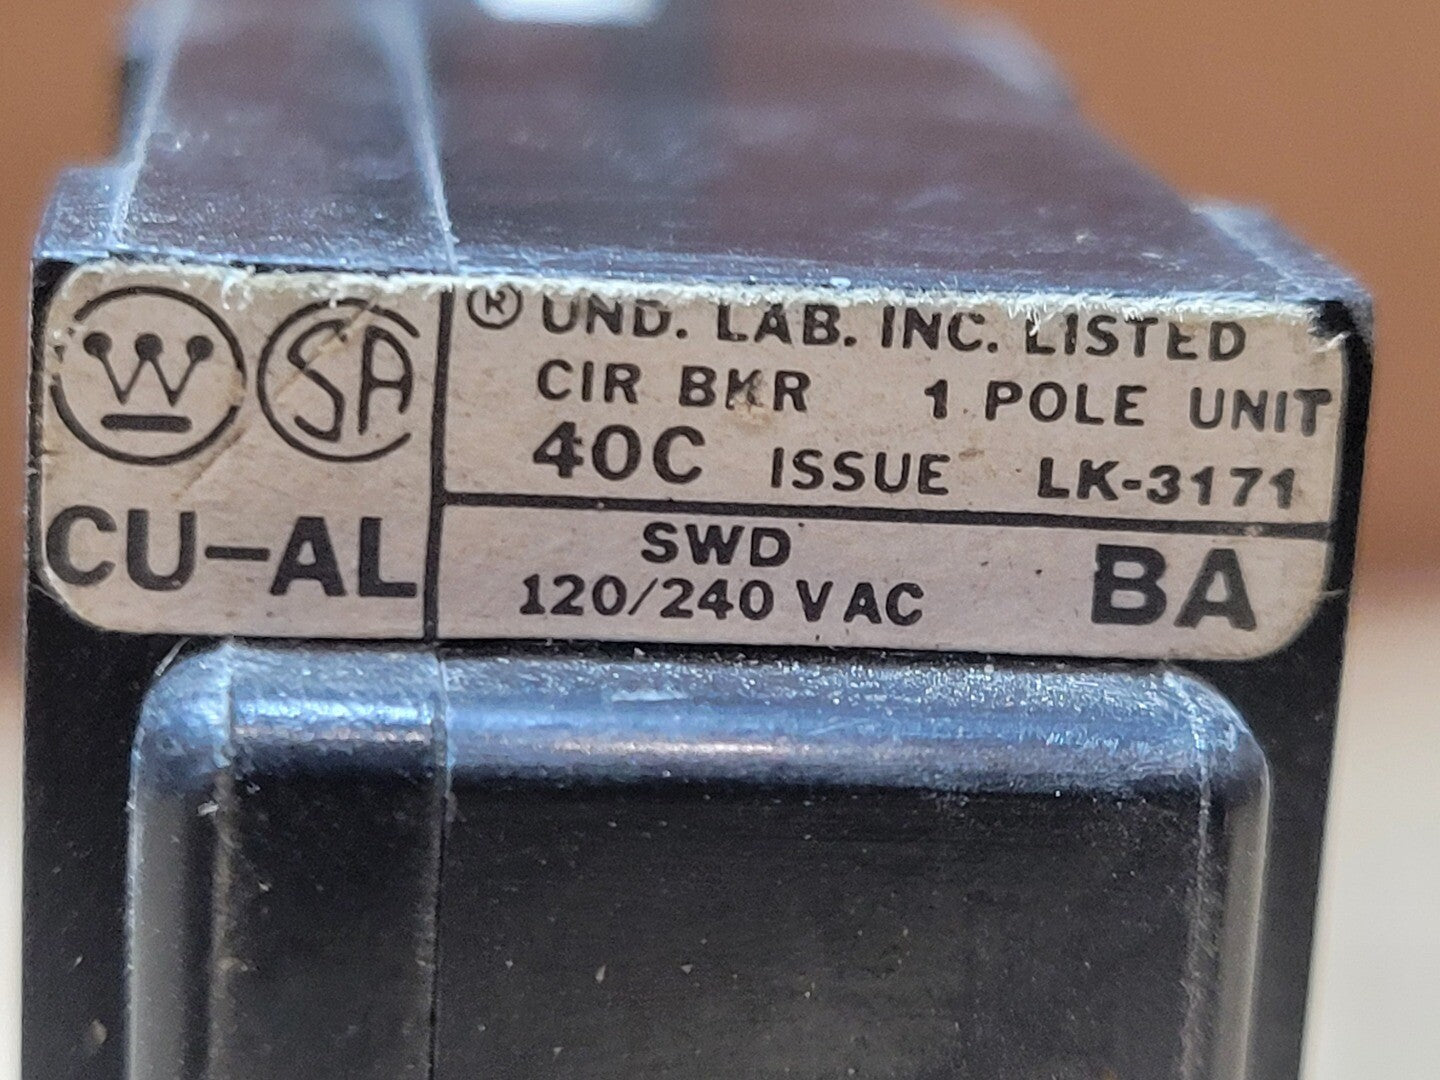 W SA
CU-AL
® UND. LAB. INC. LISTED
CIR BKR 1 POLE UNIT
40C ISSUE LK-3171
SWD
120/240 VAC
BA